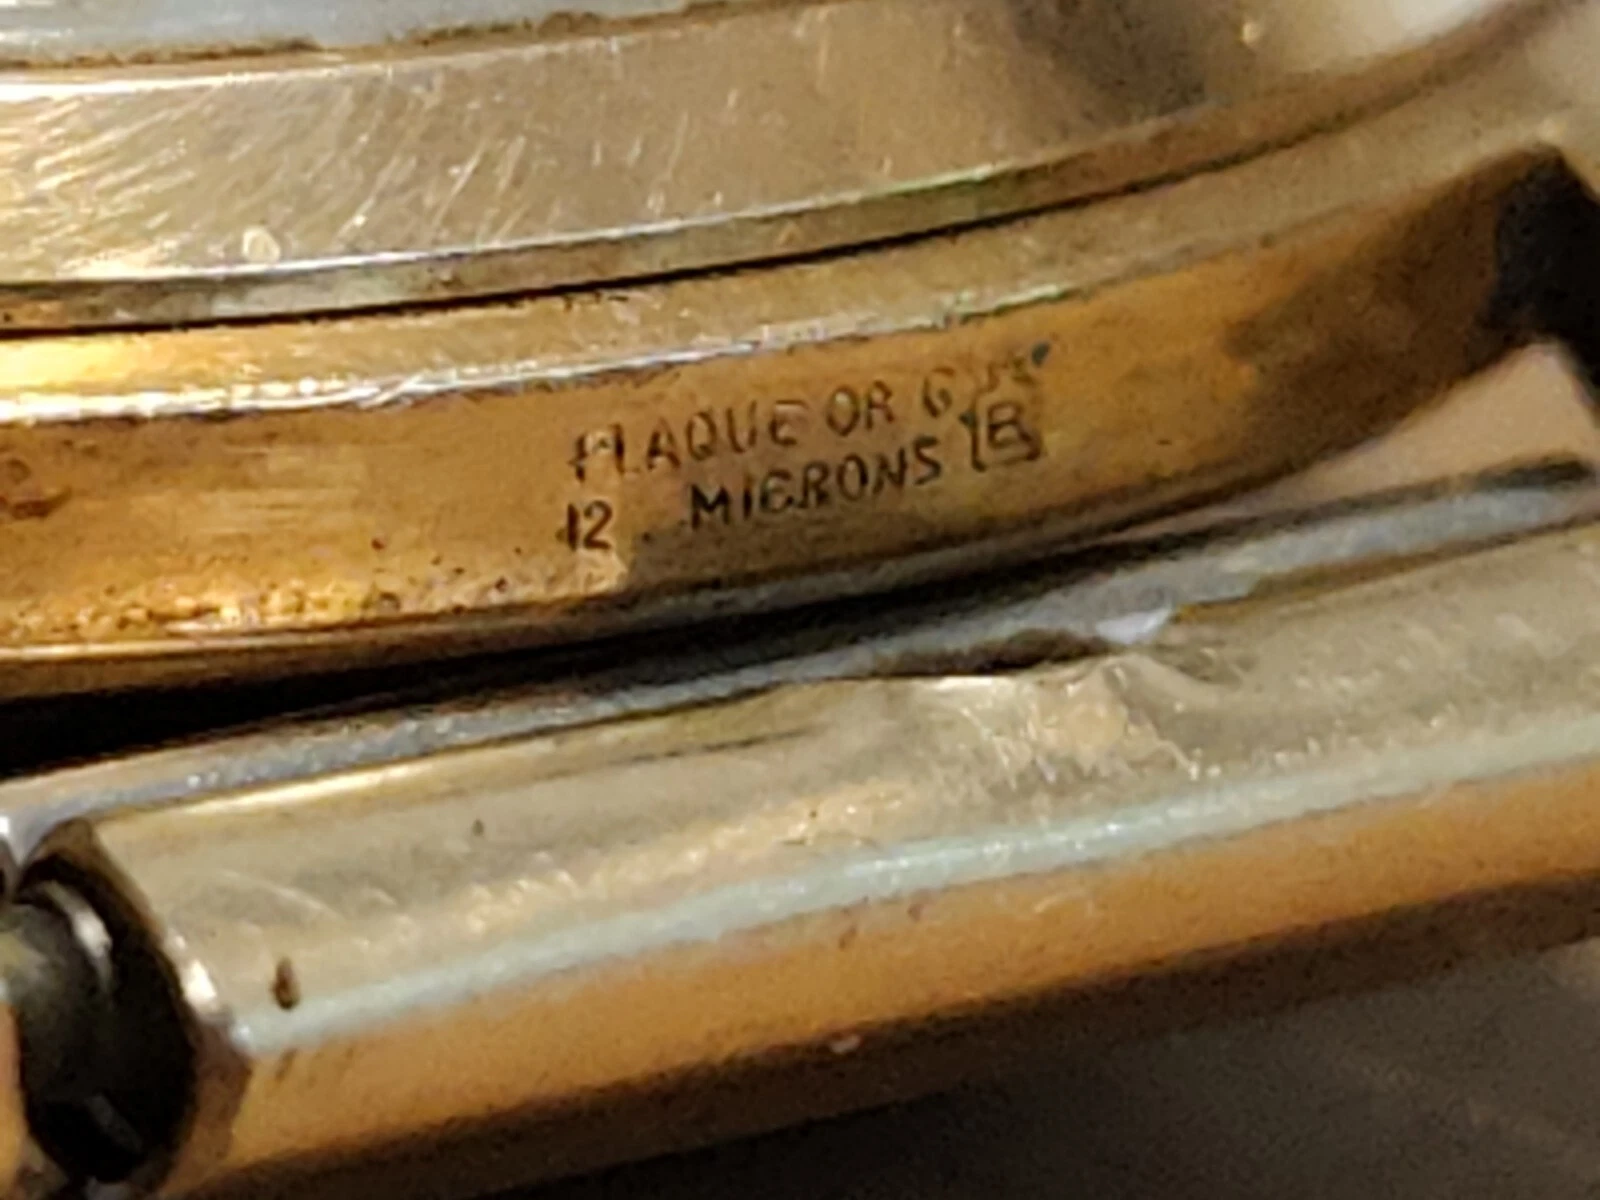 PLAQUE OR G
12 MICRONS B